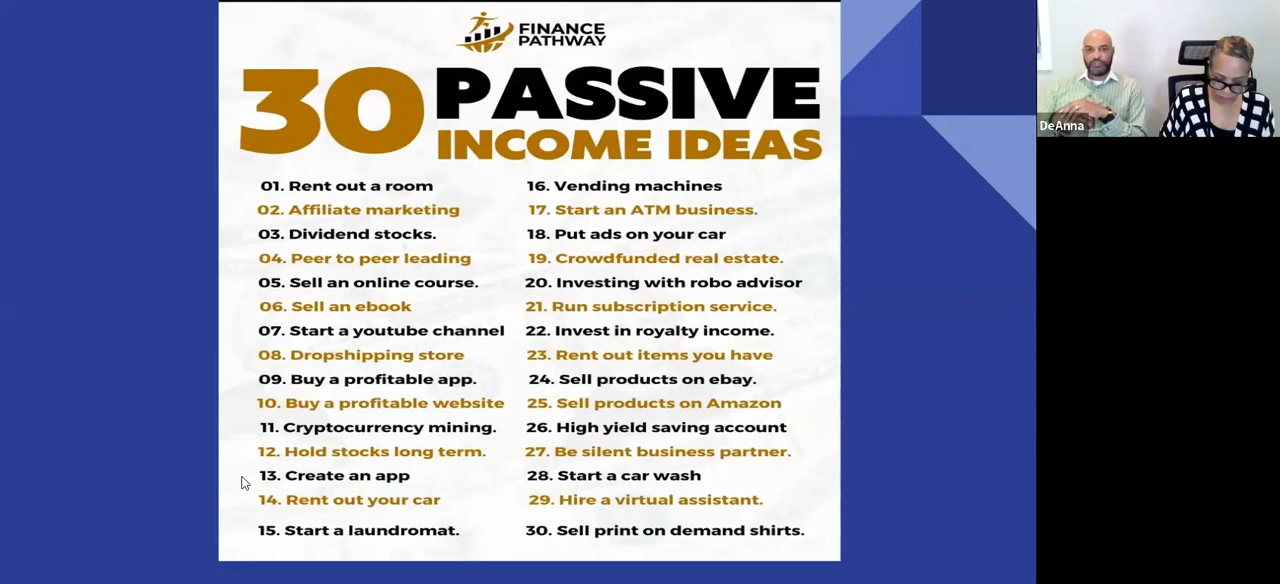 FINANCE
PATHWAY
30 PASSIVE
INCOME IDEAS
01. Rent out a room
02. Affiliate marketing
03. Dividend stocks.
04. Peer to peer leading
05. Sell an online course.
06. Sell an ebook
07. Start a youtube channel
08. Dropshipping store
09. Buy a profitable app.
10. Buy a profitable website
11. Cryptocurrency mining.
12. Hold stocks long term.
13. Create an app
14. Rent out your car
15. Start a laundromat.
16. Vending machines
17. Start an ATM business.
18. Put ads on your car
19. Crowdfunded real estate.
20. Investing with robo advisor
21. Run subscription service.
22. Invest in royalty income.
23. Rent out items you have
24. Sell products on ebay.
25. Sell products on Amazon
26. High yield saving account
27. Be silent business partner.
28. Start a car wash
29. Hire a virtual assistant.
30. Sell print on demand shirts.
DeAnna